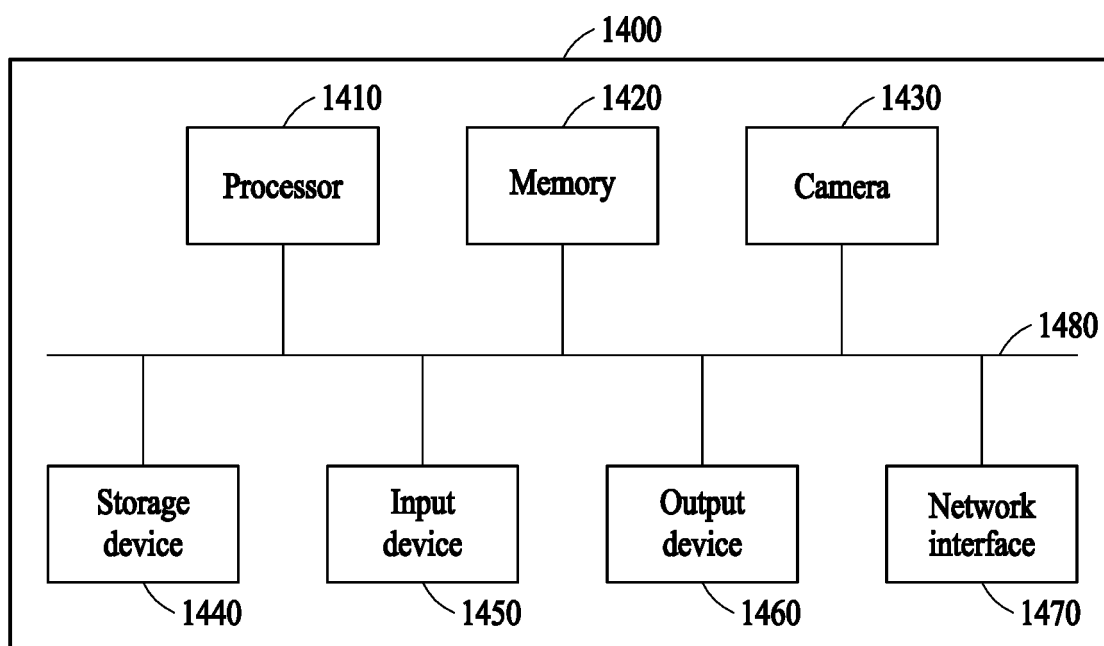 1400
1410
1420
1430
Processor
Memory
Camera
1480
Storage
device
Input
device
Output
device
Network
interface
1440
1450
1460
1470